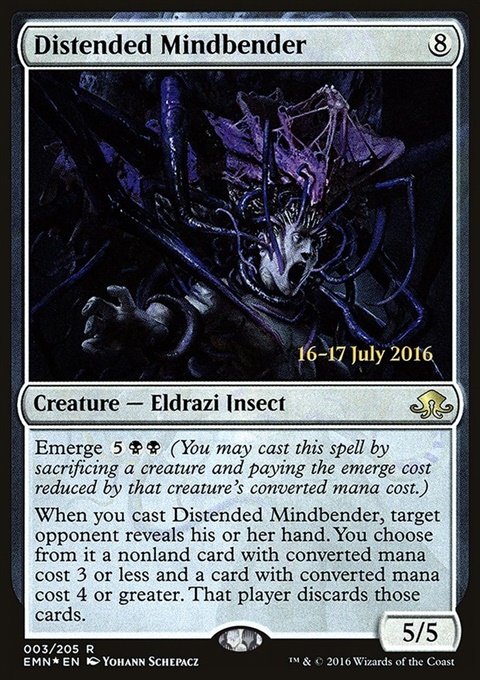 Distended Mindbender 8
16-17 July 2016
Creature — Eldrazi Insect
Emerge 5 (You may cast this spell by
sacrificing a creature and paying the emerge cost
reduced by that creature's converted mana cost.)
When you cast Distended Mindbender, target
opponent reveals his or her hand. You choose
from it a nonland card with converted mana
cost 3 or less and a card with converted mana
cost 4 or greater. That player discards those
cards.
5/5
003/205 R
EMN★EN Yohann Schepacz
™ & © 2016 Wizards of the Coast